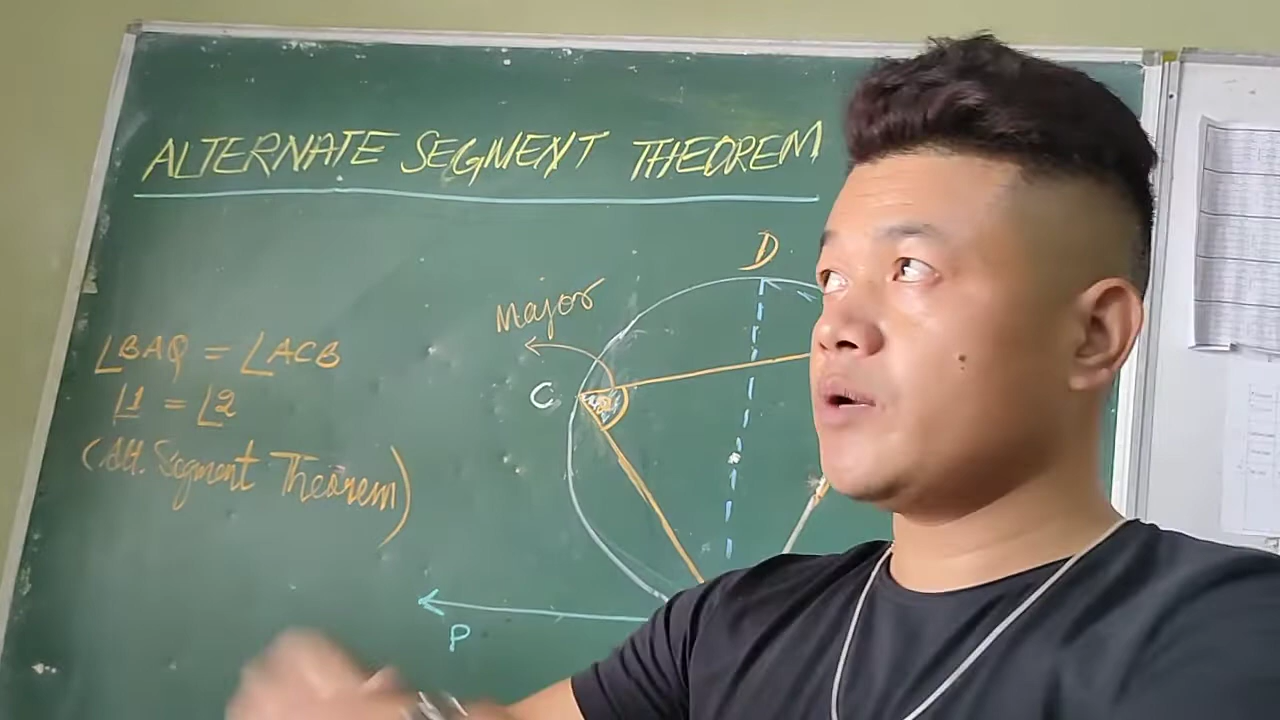 ALTERNATE SEGMENT THEOREM
D
Major
∠BAQ = ∠ACB
C
∠1 = ∠2
(Alt. Segment Theorem)
P